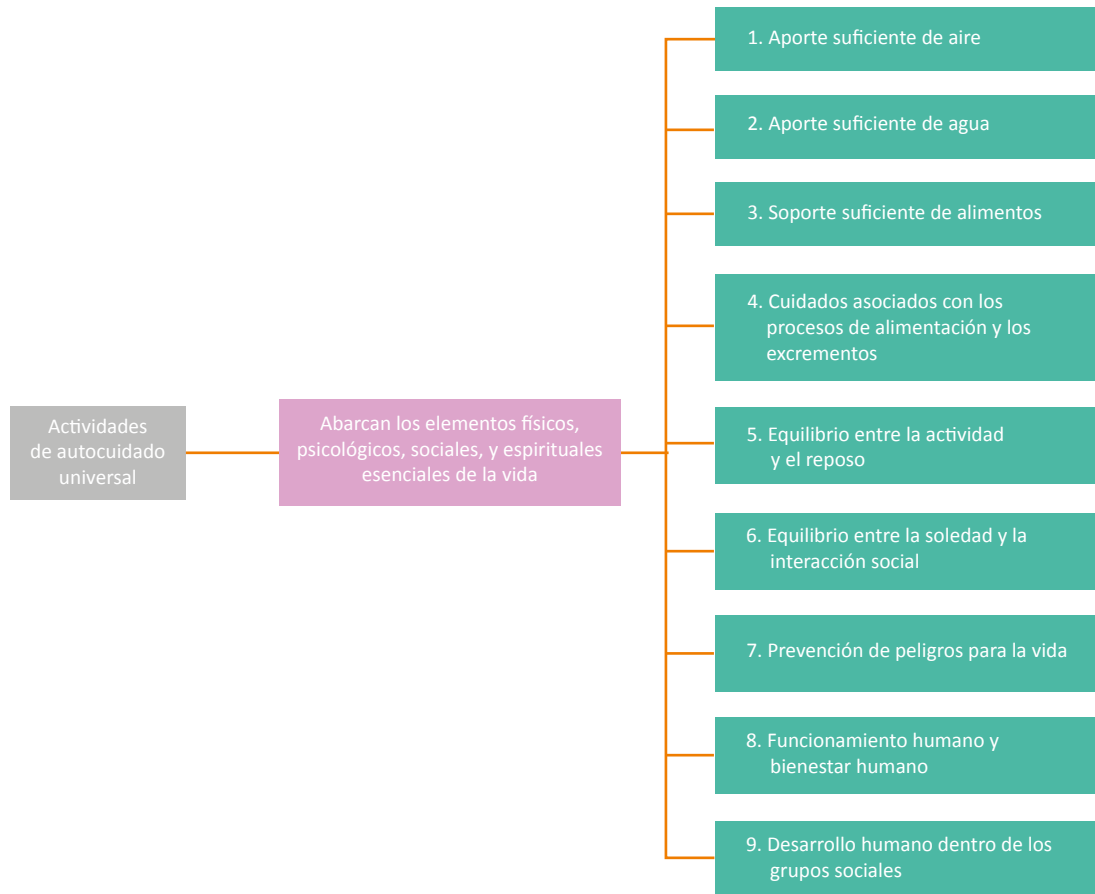 Actividades
de autocuidado
universal
Abarcan los elementos físicos,
psicológicos, sociales, y espirituales
esenciales de la vida
1. Aporte suficiente de aire
2. Aporte suficiente de agua
3. Soporte suficiente de alimentos
4. Cuidados asociados con los
procesos de alimentación y los
excrementos
5. Equilibrio entre la actividad
y el reposo
6. Equilibrio entre la soledad y la
interacción social
7. Prevención de peligros para la vida
8. Funcionamiento humano y
bienestar humano
9. Desarrollo humano dentro de los
grupos sociales